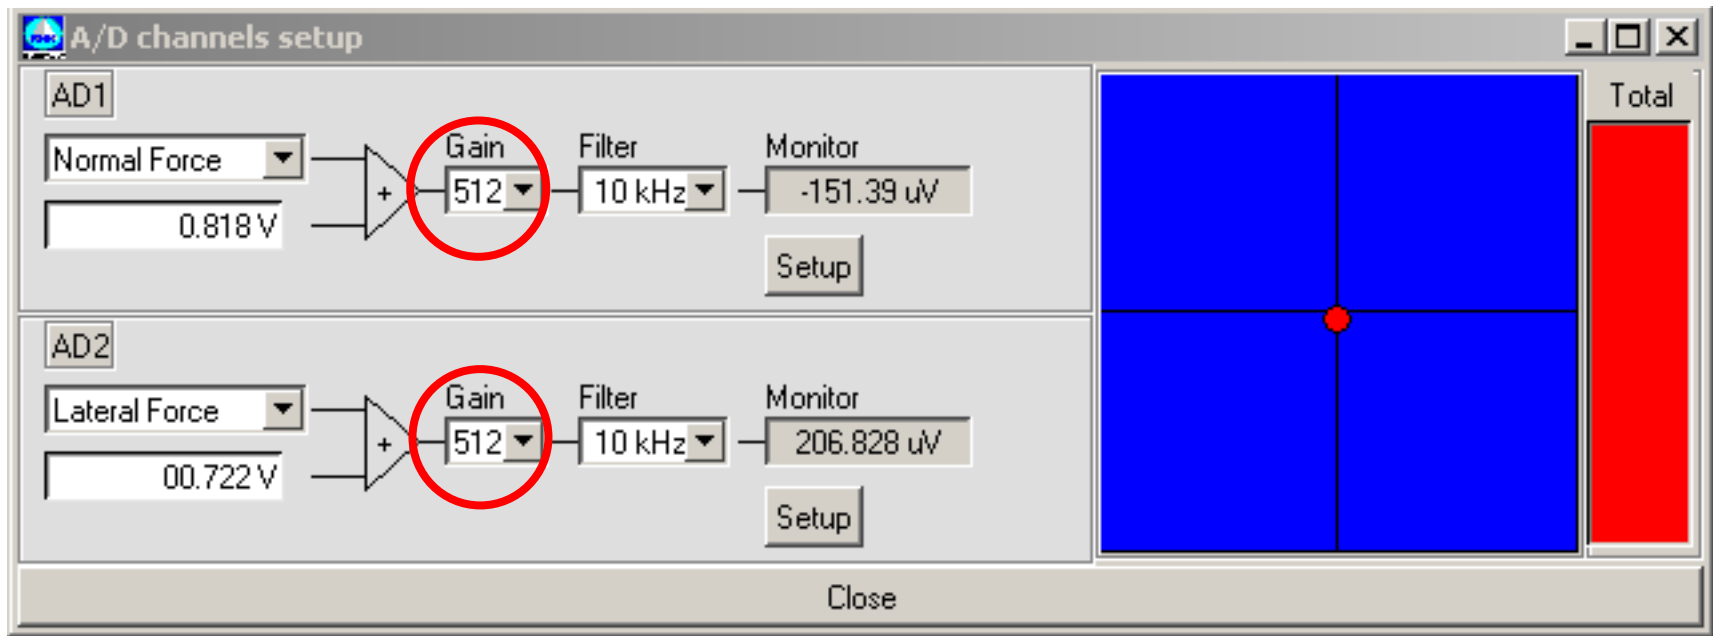 A/D channels setup
AD1
Gain Filter Monitor
Normal Force + 512 10 kHz -151.39 uV
0.818 V
Setup
AD2
Gain Filter Monitor
Lateral Force + 512 10 kHz 206.828 uV
00.722 V
Setup
Total
Close